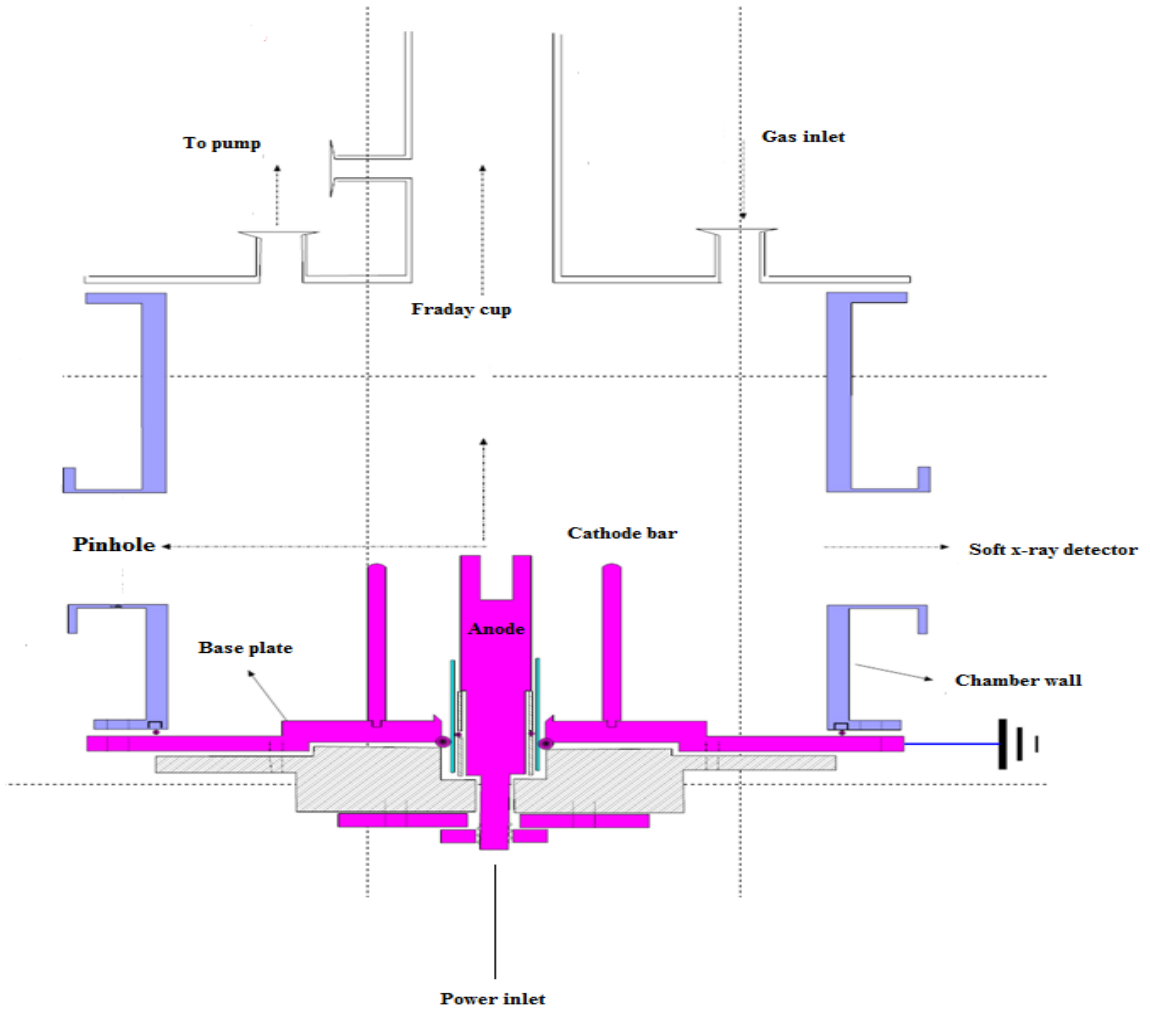 To pump
Gas inlet
Fraday cup
Pinhole
Cathode bar
Soft x-ray detector
Anode
Base plate
Chamber wall
Power inlet